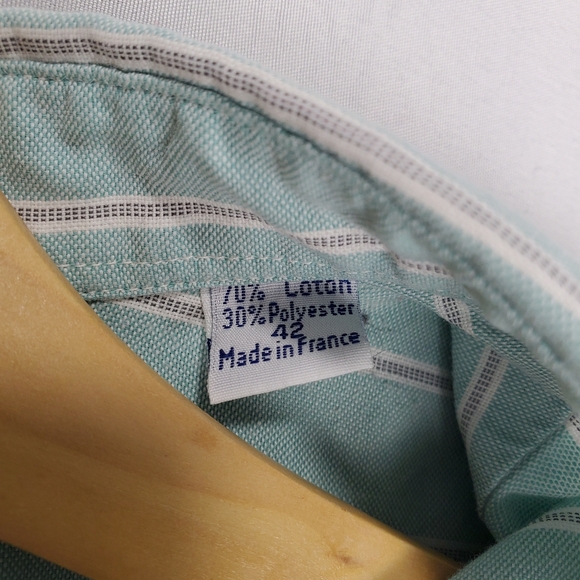 70% Coton
30% Polyester
42
Made in France